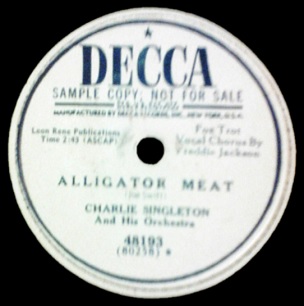 DECCA
SAMPLE COPY, NOT FOR SALE
MANUFACTURED BY DECCA RECORDS, INC., NEW YORK, U.S.A.
Leon Rene Publications
Time 2:43 (ASCAP)
Fox Trot
Vocal Chorus By
Freddie Jackson
ALLIGATOR MEAT
CHARLIE SINGLETON
And His Orchestra
48193
(80258) ★